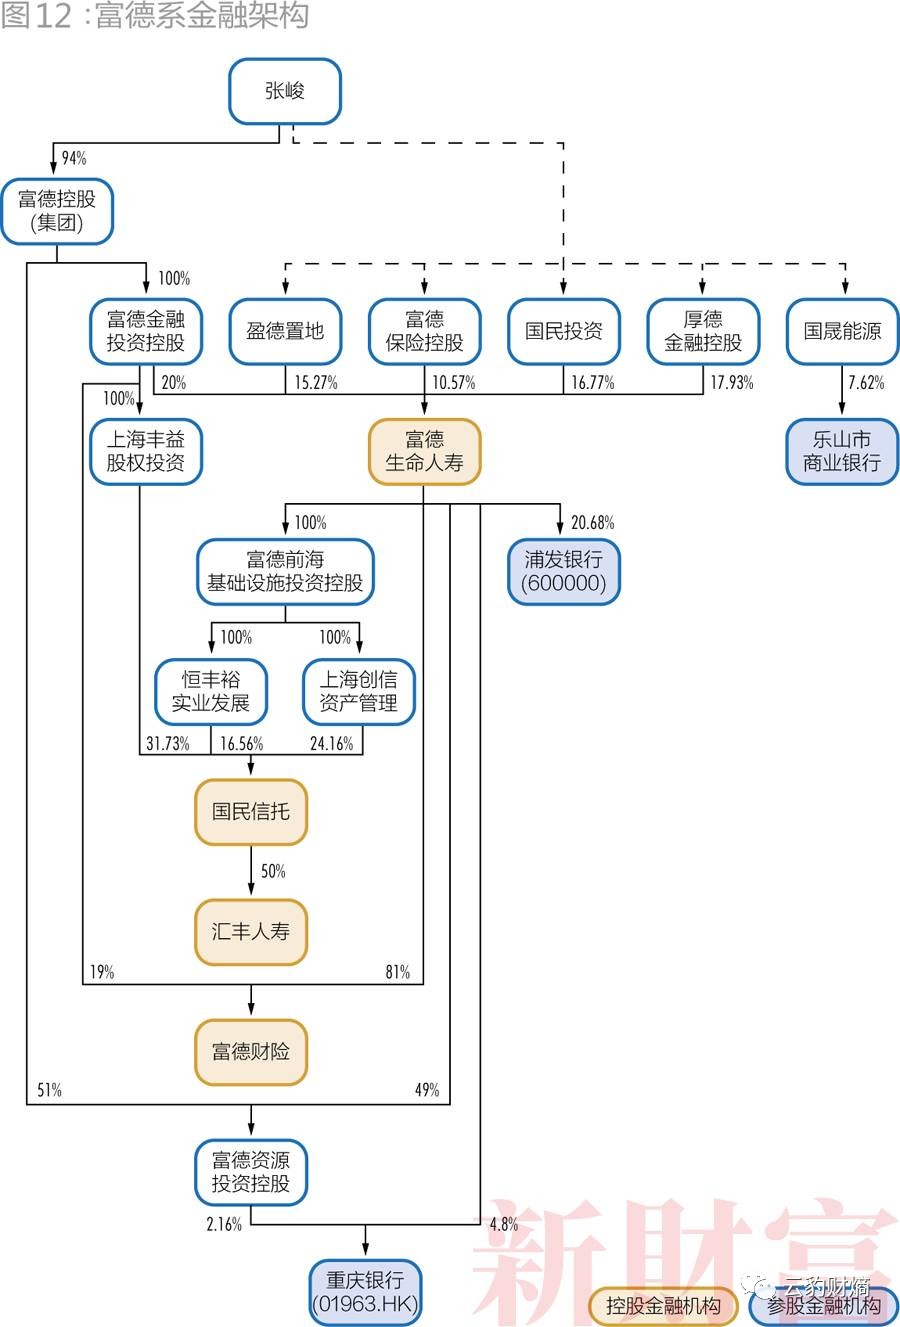 图12：富德系金融架构
张峻
94%
富德控股
(集团)
100%
富德金融
投资控股
盈德置地
富德
保险控股
国民投资
厚德
金融控股
国晟能源
20%
15.27%
10.57%
16.77%
17.93%
7.62%
100%
上海丰益
股权投资
富德
生命人寿
乐山市
商业银行
100%
20.68%
富德前海
基础设施投资控股
浦发银行
(600000)
100%
100%
恒丰裕
实业发展
上海创信
资产管理
31.73%
16.56%
24.16%
国民信托
50%
汇丰人寿
19%
81%
富德财险
51%
49%
富德资源
投资控股
2.16%
4.8%
重庆银行
(01963.HK)
新財富
云豹财熵
控股金融机构
参股金融机构